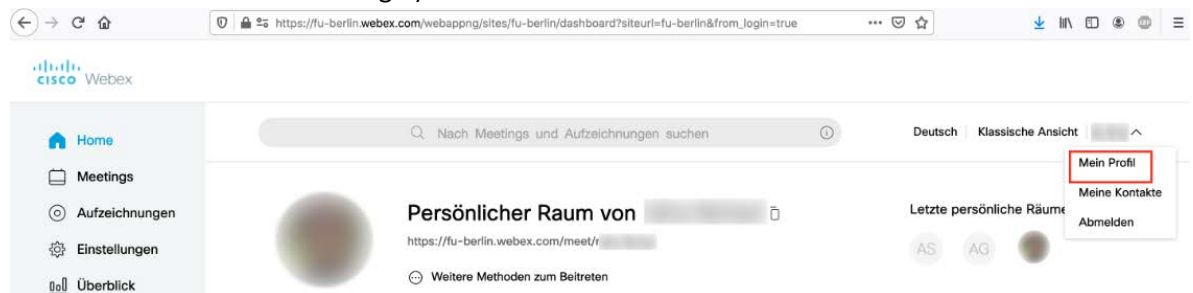 https://fu-berlin.webex.com/webappng/sites/fu-berlin/dashboard?siteurl=fu-berlin&from_login=true
cisco Webex
Home
Nach Meetings und Aufzeichnungen suchen
Deutsch
Klassische Ansicht
Mein Profil
Meetings
Meine Kontakte
Aufzeichnungen
Persönlicher Raum von
Letzte persönliche Räume
Abmelden
https://fu-berlin.webex.com/meet/r
Einstellungen
AS AG
Weitere Methoden zum Beitreten
Überblick